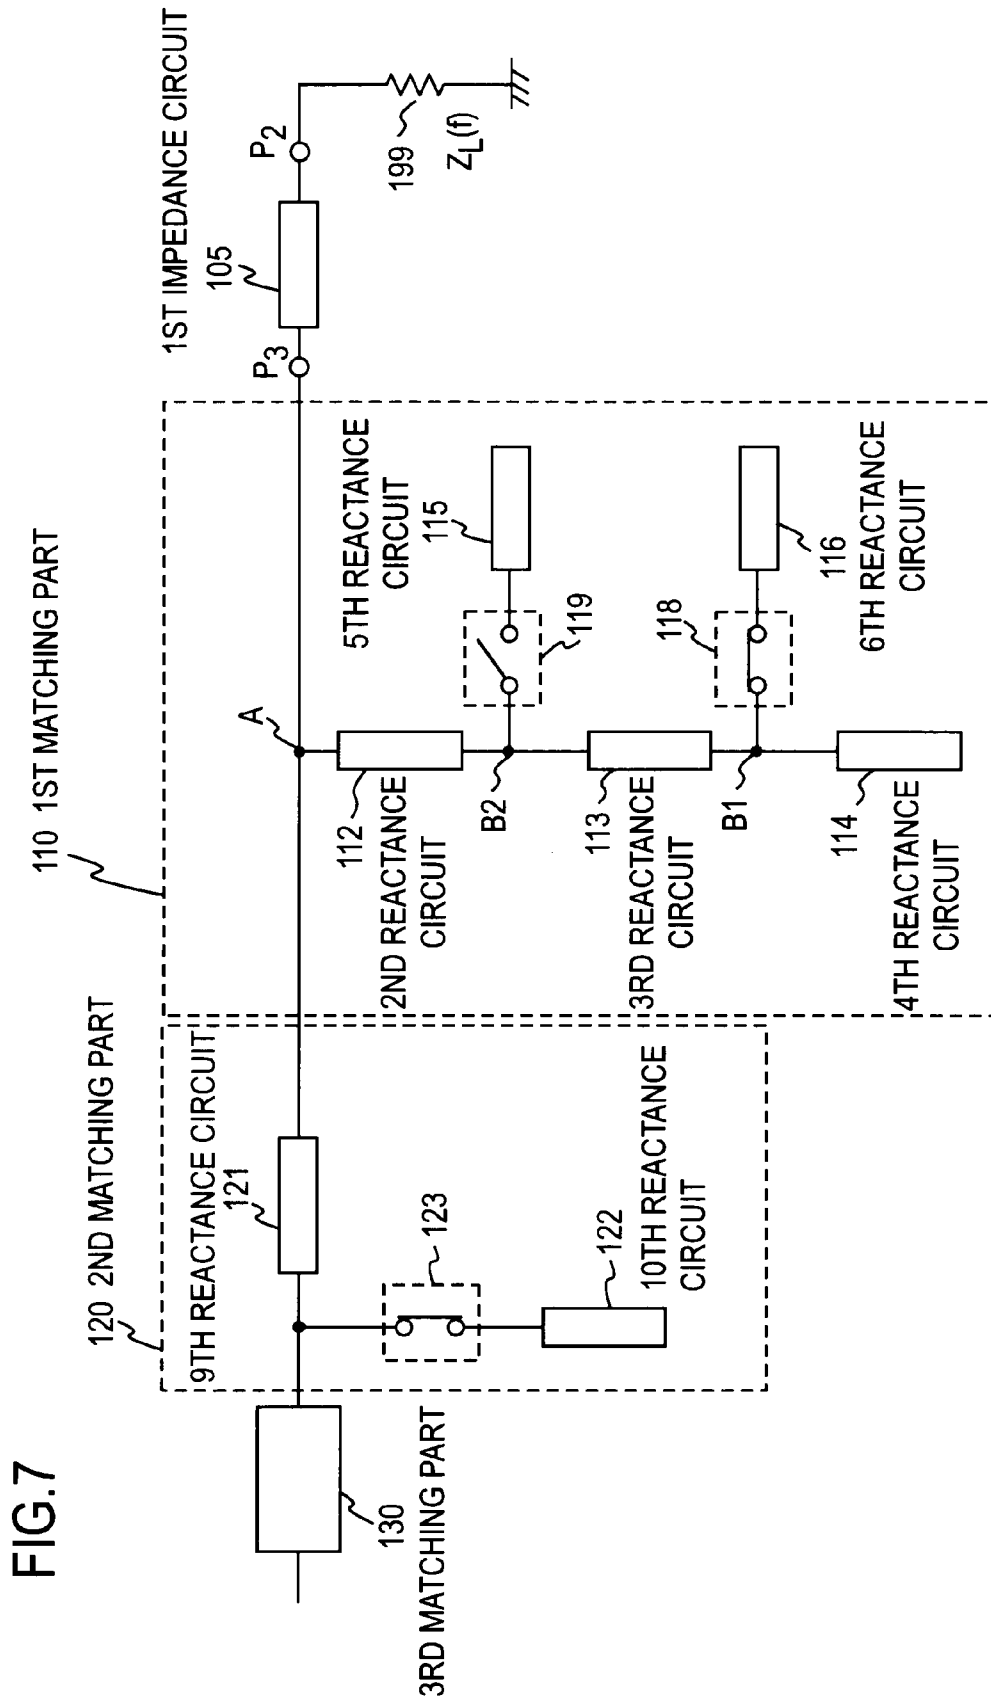 FIG.7
110 1ST MATCHING PART
120 2ND MATCHING PART
1ST IMPEDANCE CIRCUIT
9TH REACTANCE CIRCUIT
121
A
P3
105
P2
199
ZL(f)
130
3RD MATCHING PART
123
122
10TH REACTANCE
CIRCUIT
112
2ND REACTANCE
CIRCUIT
B2
5TH REACTANCE
CIRCUIT
115
119
113
3RD REACTANCE
CIRCUIT
B1
118
116
6TH REACTANCE
CIRCUIT
114
4TH REACTANCE
CIRCUIT